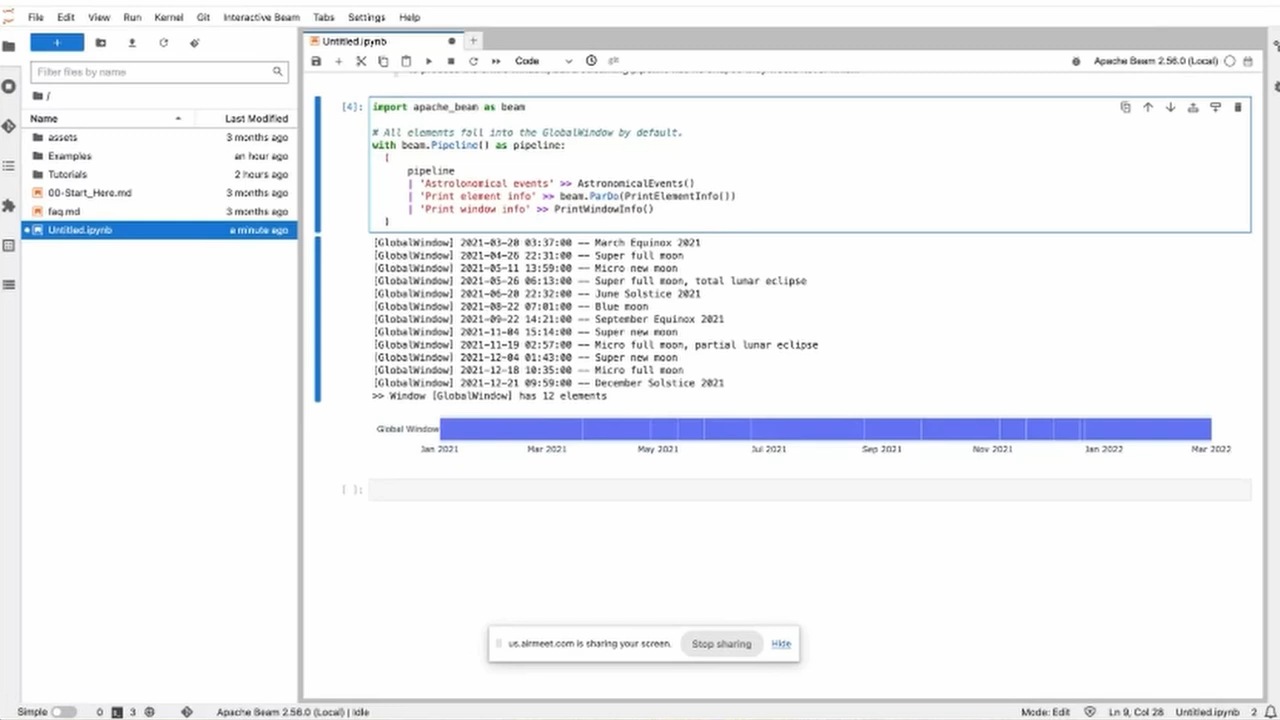 File Edit View Run Kernel Git Interactive Beam Tabs Settings Help
Untitled.ipynb
Code
Apache Beam 2.56.0 (Local)
Filter files by name
/
Name Last Modified
assets 3 months ago
Examples an hour ago
Tutorials 2 hours ago
00-Start_Here.md 3 months ago
faq.md 3 months ago
Untitled.ipynb a minute ago
[4]:
import apache_beam as beam
# All elements fall into the GlobalWindow by default.
with beam.Pipeline() as pipeline:
(
pipeline
| 'Astrolonomical events' >> AstronomicalEvents()
| 'Print element info' >> beam.ParDo(PrintElementInfo())
| 'Print window info' >> PrintWindowInfo()
)
[GlobalWindow] 2021-03-20 03:37:00 -- March Equinox 2021
[GlobalWindow] 2021-04-26 22:31:00 -- Super full moon
[GlobalWindow] 2021-05-11 13:59:00 -- Micro new moon
[GlobalWindow] 2021-05-26 06:13:00 -- Super full moon, total lunar eclipse
[GlobalWindow] 2021-06-20 22:32:00 -- June Solstice 2021
[GlobalWindow] 2021-08-22 07:01:00 -- Blue moon
[GlobalWindow] 2021-09-22 14:21:00 -- September Equinox 2021
[GlobalWindow] 2021-11-04 15:14:00 -- Super new moon
[GlobalWindow] 2021-11-19 02:57:00 -- Micro full moon, partial lunar eclipse
[GlobalWindow] 2021-12-04 01:43:00 -- Super new moon
[GlobalWindow] 2021-12-18 10:35:00 -- Micro full moon
[GlobalWindow] 2021-12-21 09:59:00 -- December Solstice 2021
>> Window [GlobalWindow] has 12 elements
Global Window
Jan 2021 Mar 2021 May 2021 Jul 2021 Sep 2021 Nov 2021 Jan 2022 Mar 2022
[ ]:
us.airmeet.com is sharing your screen. Stop sharing Hide
Simple 0 3 Apache Beam 2.56.0 (Local) | Idle Mode: Edit Ln 9, Col 28 Untitled.ipynb 2